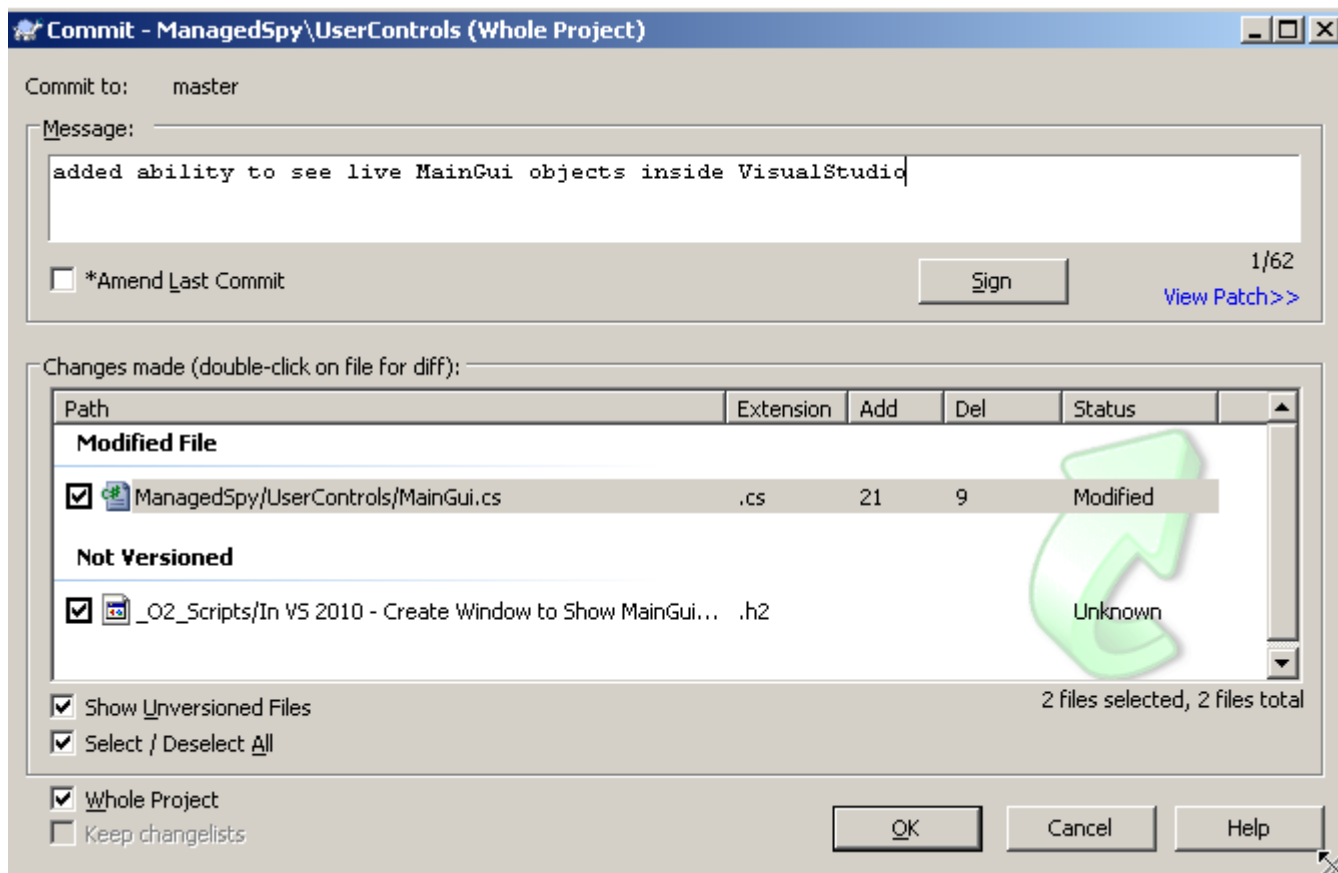 Commit - ManagedSpy\UserControls (Whole Project)
Commit to: master
Message:
added ability to see live MainGui objects inside VisualStudio
*Amend Last Commit
Sign
1/62
View Patch>>
Changes made (double-click on file for diff):
Path Extension Add Del Status
Modified File
ManagedSpy/UserControls/MainGui.cs .cs 21 9 Modified
Not Versioned
_O2_Scripts/In VS 2010 - Create Window to Show MainGui... .h2 Unknown
Show Unversioned Files
2 files selected, 2 files total
Select / Deselect All
Whole Project
Keep changelists
OK Cancel Help